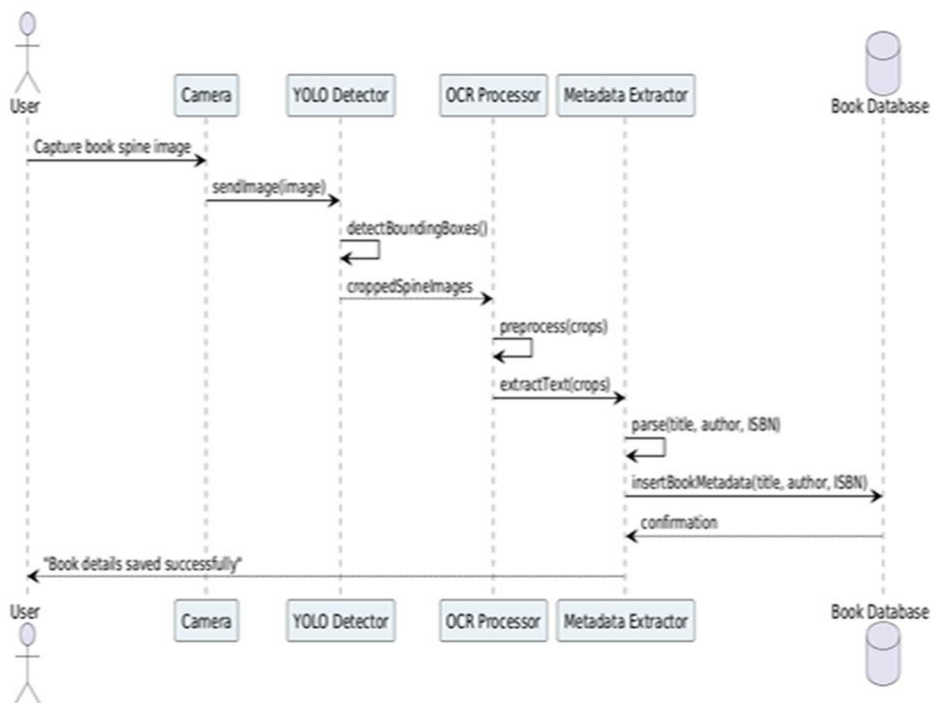 User
Camera
YOLO Detector
OCR Processor
Metadata Extractor
Book Database
Capture book spine image
sendImage(image)
detectBoundingBoxes()
croppedSpineImages
preprocess(crops)
extractText(crops)
parse(title, author, ISBN)
insertBookMetadata(title, author, ISBN)
confirmation
"Book details saved successfully"
User
Camera
YOLO Detector
OCR Processor
Metadata Extractor
Book Database